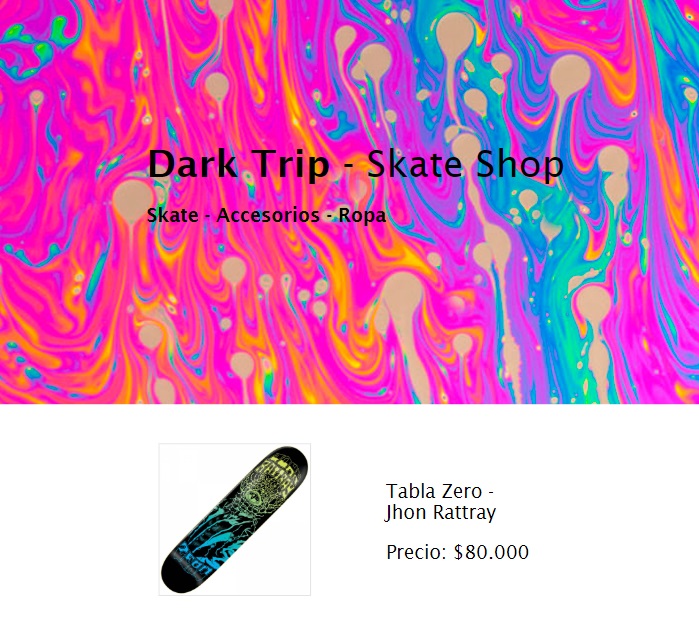 Dark Trip - Skate Shop
Skate - Accesorios - Ropa
Tabla Zero -
Jhon Rattray
Precio: $80.000